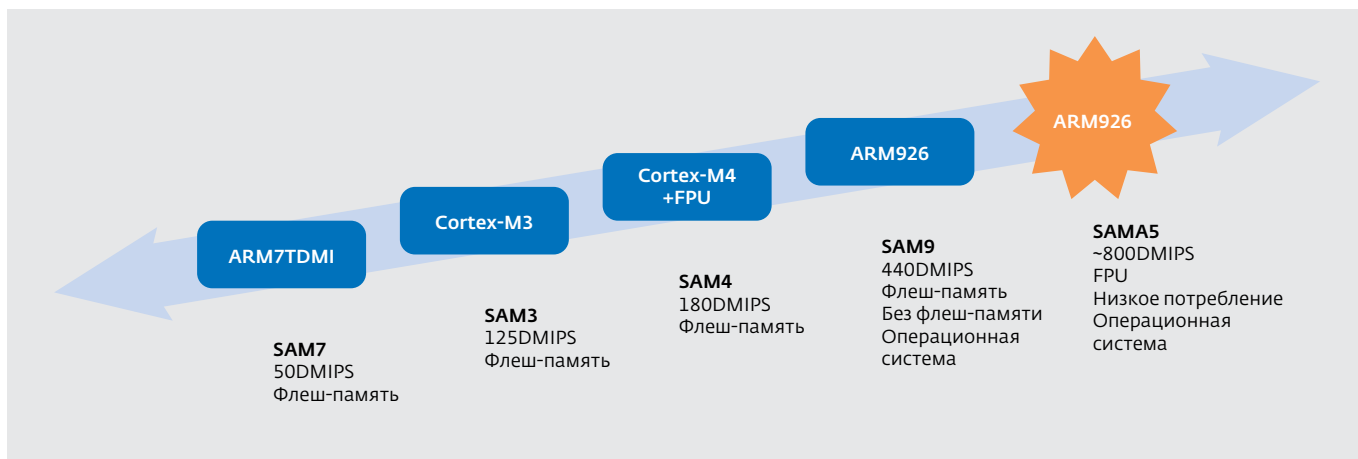 ARM7TDMI
SAM7
50DMIPS
Флеш-память
Cortex-M3
SAM3
125DMIPS
Флеш-память
Cortex-M4
+FPU
SAM4
180DMIPS
Флеш-память
ARM926
SAM9
440DMIPS
Флеш-память
Без флеш-памяти
Операционная
система
ARM926
SAMA5
~800DMIPS
FPU
Низкое потребление
Операционная
система